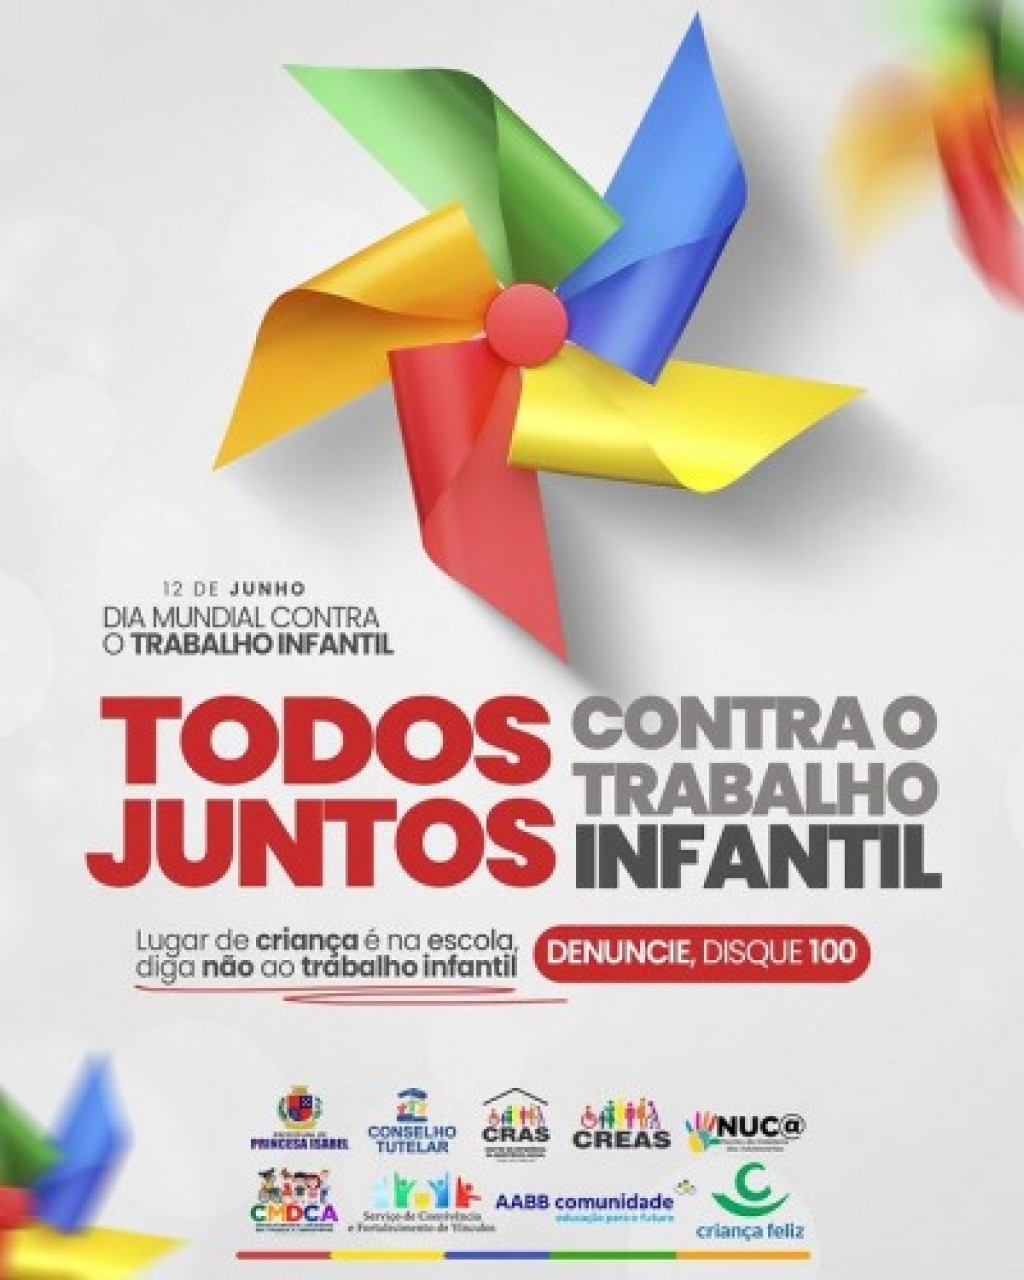 12 DE JUNHO
DIA MUNDIAL CONTRA
O TRABALHO INFANTIL
TODOS
JUNTOS
CONTRA O
TRABALHO
INFANTIL
Lugar de criança é na escola,
diga não ao trabalho infantil
DENUNCIE, DISQUE 100
PRINCESA ISABEL
CONSELHO
TUTELAR
CRAS
CREAS
NUC@
CMDCA
Serviço de Convivência
e Fortalecimento de Vínculos
AABB comunidade
educação para o futuro
criança feliz